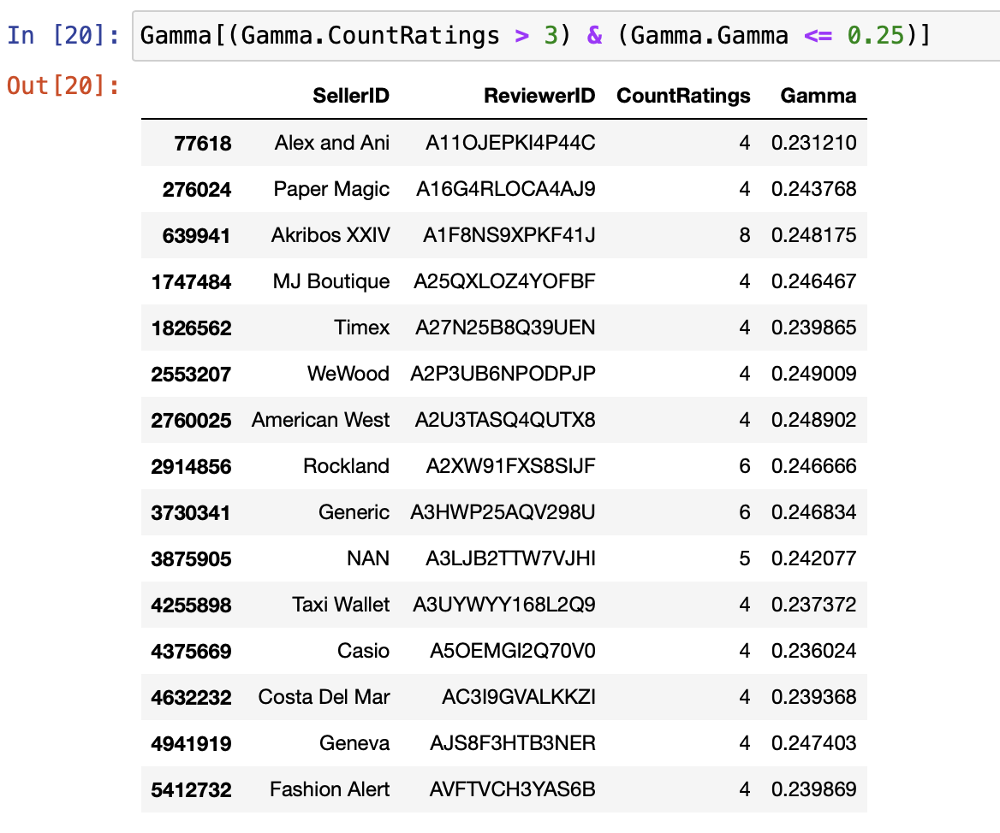 In [20]: Gamma[(Gamma.CountRatings > 3) & (Gamma.Gamma <= 0.25)]
Out[20]:
SellerID ReviewerID CountRatings Gamma
77618 Alex and Ani A11OJEPKI4P44C 4 0.231210
276024 Paper Magic A16G4RLOCA4AJ9 4 0.243768
639941 Akribos XXIV A1F8NS9XPKF41J 8 0.248175
1747484 MJ Boutique A25QXLOZ4YOFBF 4 0.246467
1826562 Timex A27N25B8Q39UEN 4 0.239865
2553207 WeWood A2P3UB6NPODPJP 4 0.249009
2760025 American West A2U3TASQ4QUTX8 4 0.248902
2914856 Rockland A2XW91FXS8SIJF 6 0.246666
3730341 Generic A3HWP25AQV298U 6 0.246834
3875905 NAN A3LJB2TTW7VJHI 5 0.242077
4255898 Taxi Wallet A3UYWYY168L2Q9 4 0.237372
4375669 Casio A5OEMGI2Q70V0 4 0.236024
4632232 Costa Del Mar AC3I9GVALKKZI 4 0.239368
4941919 Geneva AJS8F3HTB3NER 4 0.247403
5412732 Fashion Alert AVFTVCH3YAS6B 4 0.239869